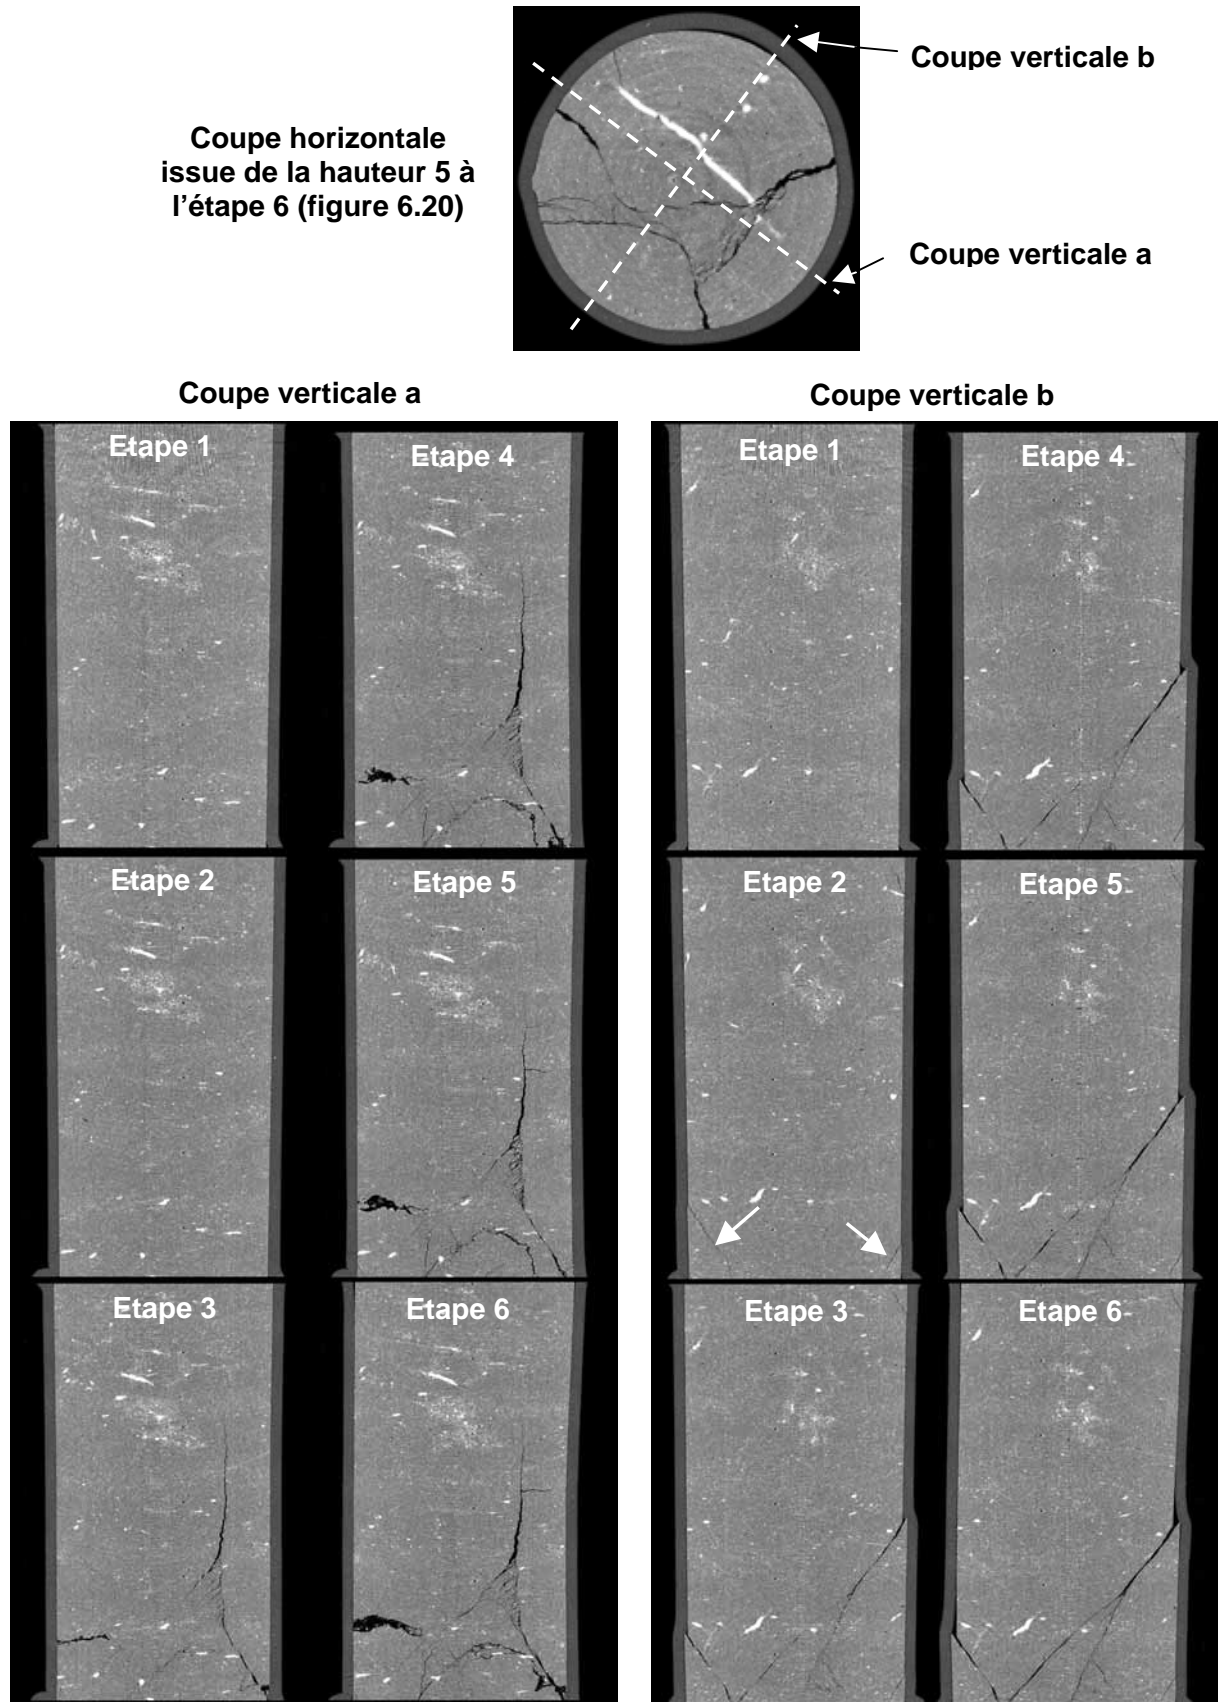 Coupe verticale b
Coupe horizontale
issue de la hauteur 5 à
l’étape 6 (figure 6.20)
Coupe verticale a
Coupe verticale a
Coupe verticale b
Etape 1
Etape 4
Etape 1
Etape 4
Etape 2
Etape 5
Etape 2
Etape 5
Etape 3
Etape 6
Etape 3
Etape 6